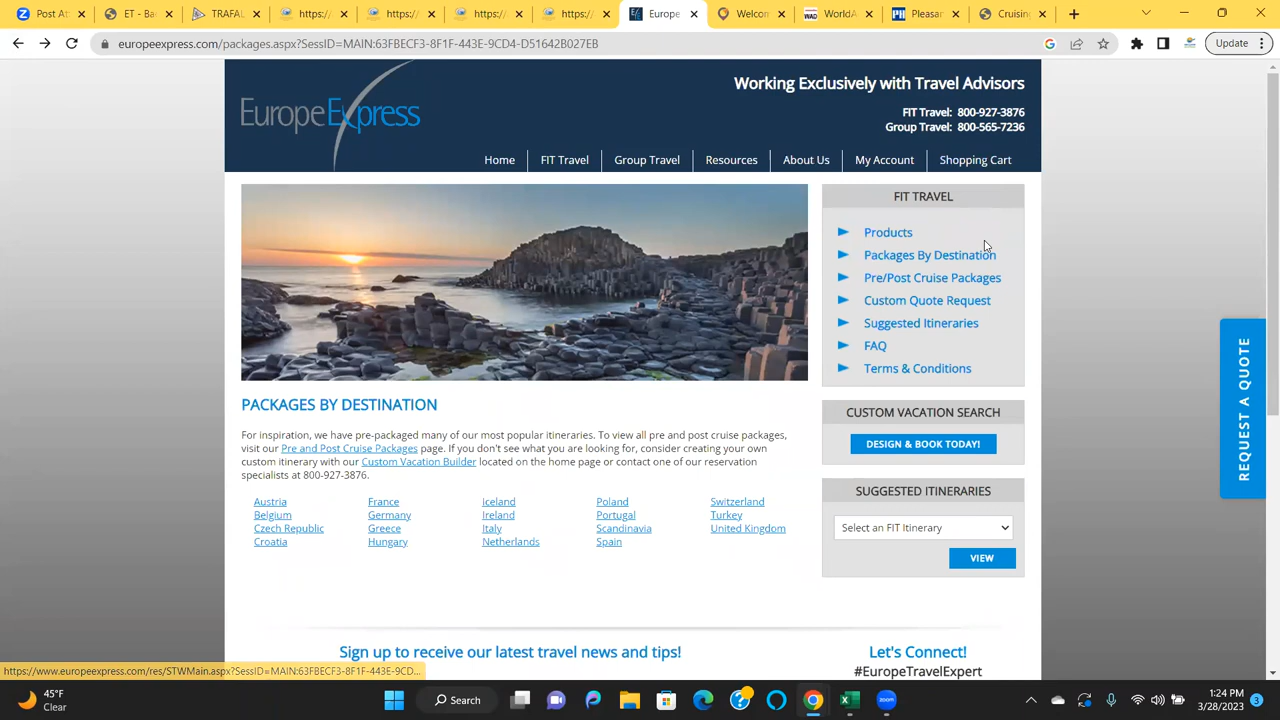 Post Att
ET - Ba
TRAFAL
https:/
https:/
https:/
https:/
Europe
Welcom
WorldA
Pleasan
Cruising
europeexpress.com/packages.aspx?SessID=MAIN:63FBECF3-8F1F-443E-9CD4-D51642B027EB
Update
EuropeExpress
Working Exclusively with Travel Advisors
FIT Travel: 800-927-3876
Group Travel: 800-565-7236
Home
FIT Travel
Group Travel
Resources
About Us
My Account
Shopping Cart
FIT TRAVEL
Products
Packages By Destination
Pre/Post Cruise Packages
Custom Quote Request
Suggested Itineraries
FAQ
Terms & Conditions
PACKAGES BY DESTINATION
For inspiration, we have pre-packaged many of our most popular itineraries. To view all pre and post cruise packages,
visit our Pre and Post Cruise Packages page. If you don't see what you are looking for, consider creating your own
custom itinerary with our Custom Vacation Builder located on the home page or contact one of our reservation
specialists at 800-927-3876.
Austria
France
Iceland
Poland
Switzerland
Belgium
Germany
Ireland
Portugal
Turkey
Czech Republic
Greece
Italy
Scandinavia
United Kingdom
Croatia
Hungary
Netherlands
Spain
CUSTOM VACATION SEARCH
DESIGN & BOOK TODAY!
SUGGESTED ITINERARIES
Select an FIT Itinerary
VIEW
REQUEST A QUOTE
Sign up to receive our latest travel news and tips!
Let's Connect!
#EuropeTravelExpert
https://www.europeexpress.com/res/STWMain.aspx?SessID=MAIN:63FBECF3-8F1F-443E-9CD...
45°F
Clear
Search
1:24 PM
3/28/2023
3